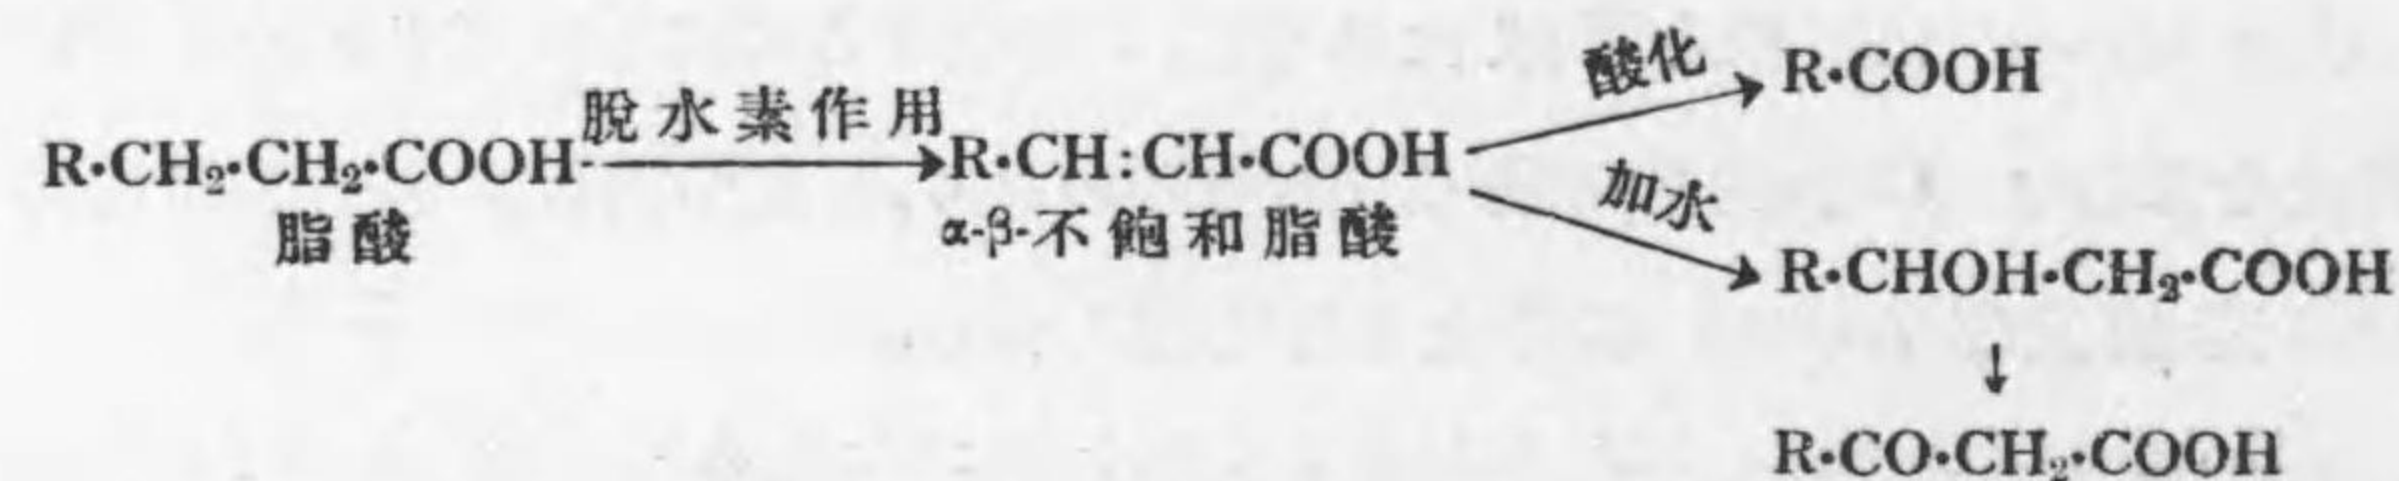 酸化 R·COOH
R·CH₂·CH₂·COOH 脫水素作用 R·CH:CH·COOH
加水
脂酸 α-β-不飽和脂酸
R·CHOH·CH₂·COOH
↓
R·CO·CH₂·COOH